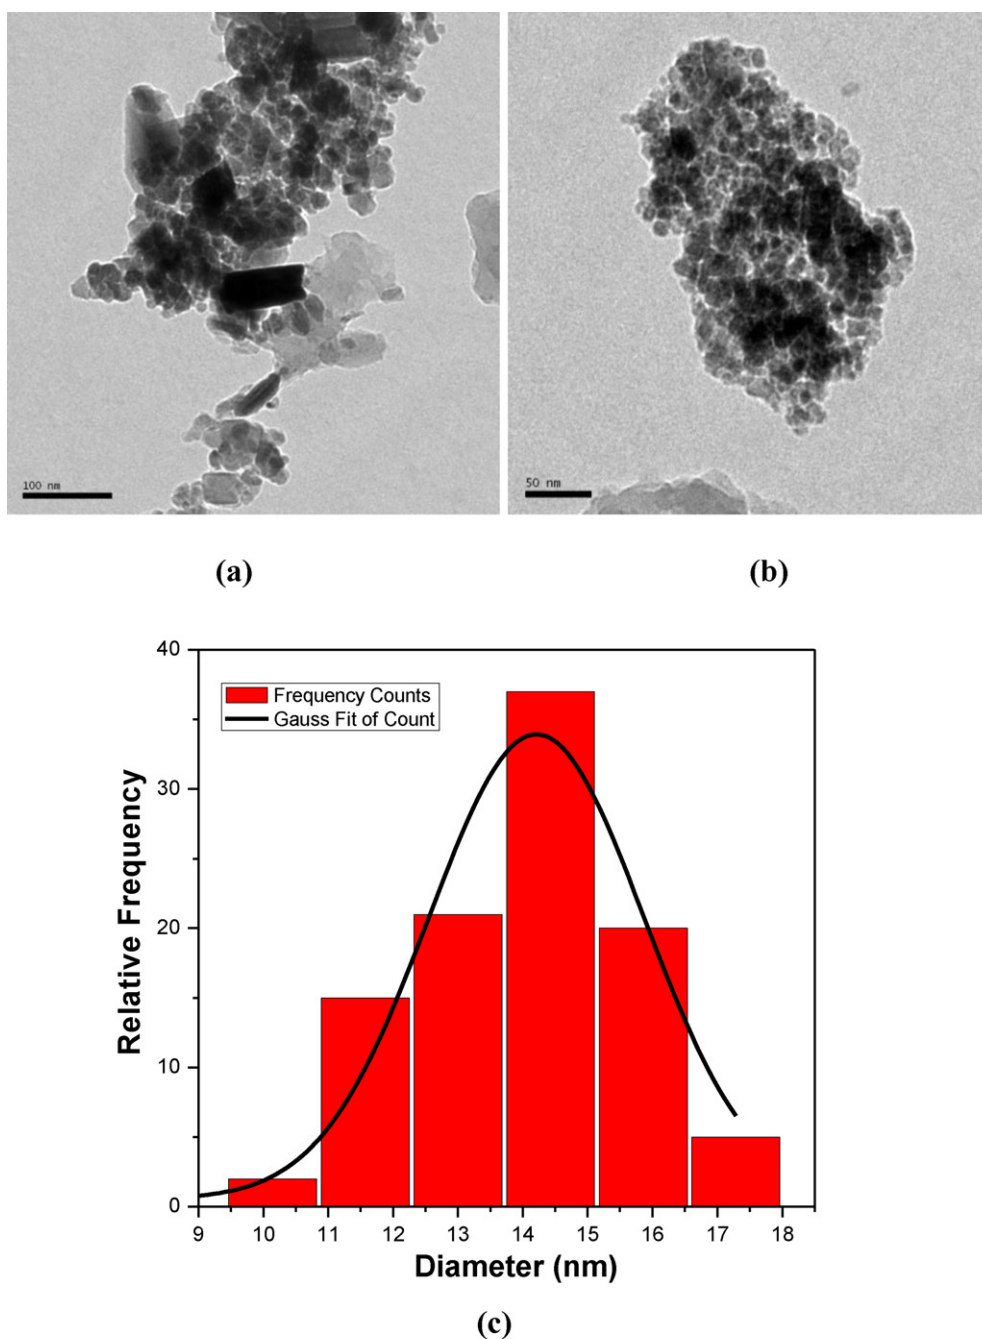 100 nm
50 nm
(a)
(b)
40
30
20
10
0
Relative Frequency
Frequency Counts
Gauss Fit of Count
9 10 11 12 13 14 15 16 17 18
Diameter (nm)
(c)